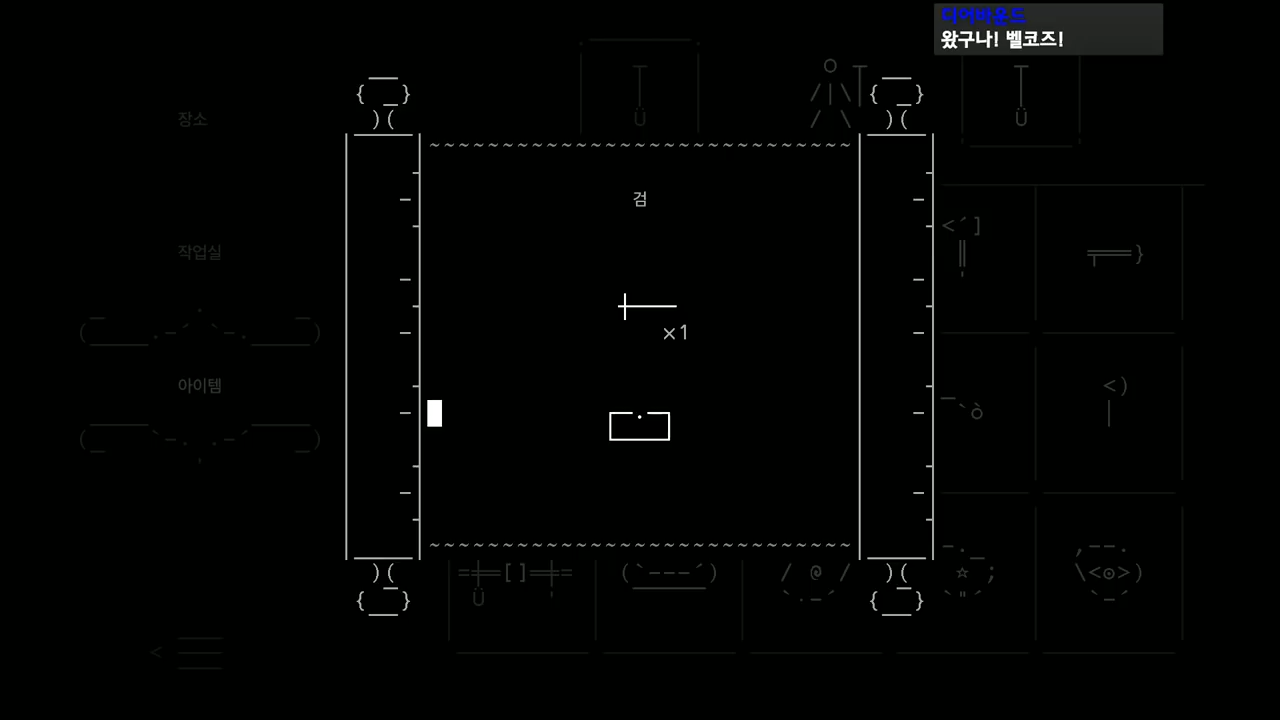 디어바운드
왔구나! 벨코즈!
장소
검
작업실
×1
아이템